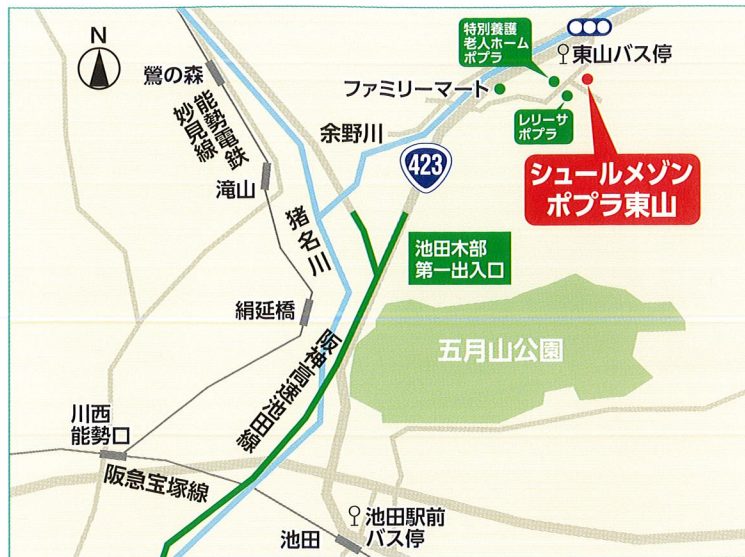 N
鶯の森
能勢電鉄
妙見線
滝山
絹延橋
川西
能勢口
阪急宝塚線
池田
池田駅前
バス停
猪名川
余野川
阪神高速池田線
423
池田木部
第一出入口
五月山公園
ファミリーマート
特別養護
老人ホーム
ポプラ
レリーサ
ポプラ
東山バス停
シュールメゾン
ポプラ東山